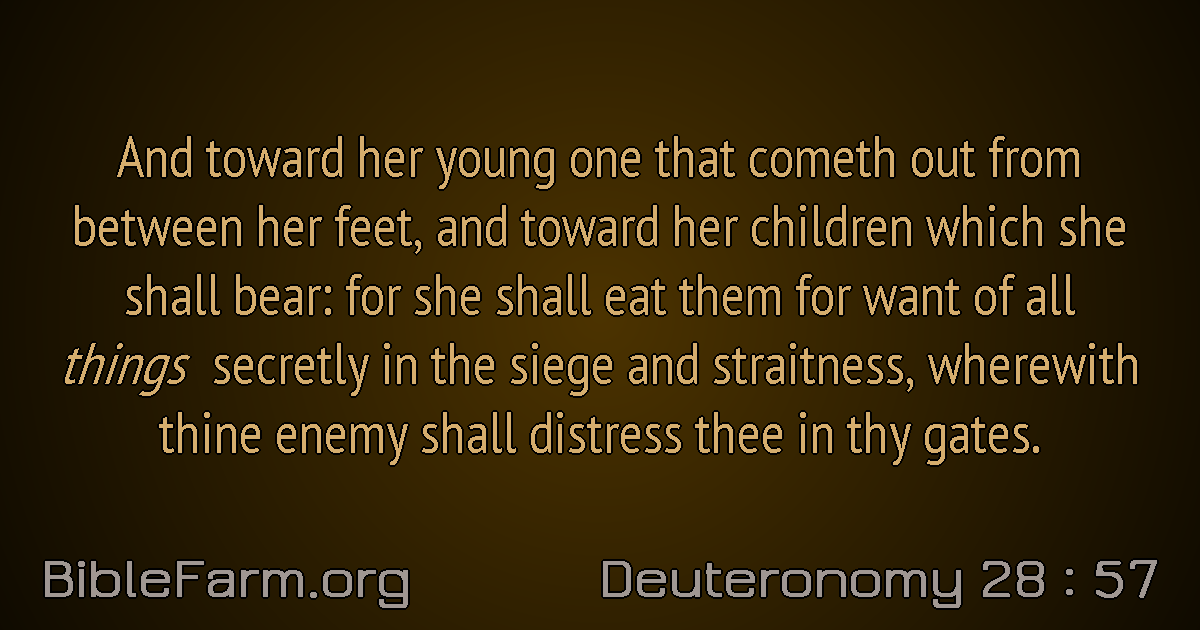 And toward her young one that cometh out from
between her feet, and toward her children which she
shall bear: for she shall eat them for want of all
things secretly in the siege and straitness, wherewith
thine enemy shall distress thee in thy gates.
BibleFarm.org
Deuteronomy 28 : 57